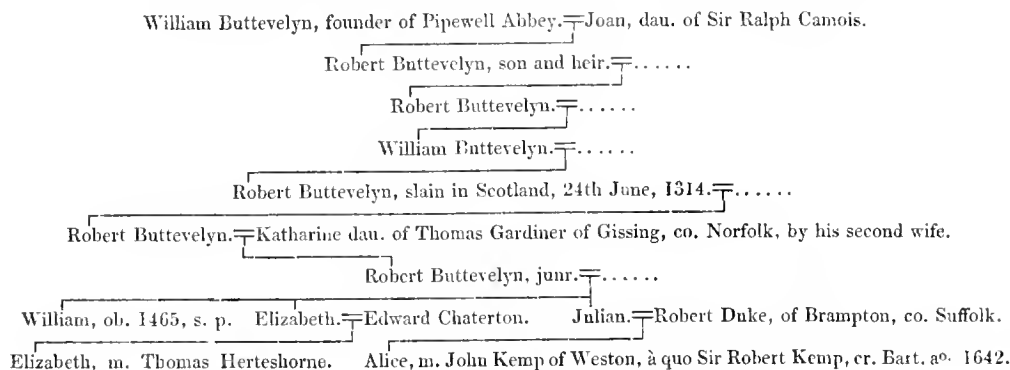 William Buttevelyn, founder of Pipewell Abbey.=Joan, dau. of Sir Ralph Camois.
Robert Buttevelyn, son and heir.=......
Robert Buttevelyn.=......
William Buttevelyn.=......
Robert Buttevelyn, slain in Scotland, 24th June, 1314.=......
Robert Buttevelyn.=Katharine dau. of Thomas Gardiner of Gissing, co. Norfolk, by his second wife.
Robert Buttevelyn, junr.=......
William, ob. 1465, s. p. Elizabeth.=Edward Chaterton. Julian.=Robert Duke, of Brampton, co. Suffolk.
Elizabeth, m. Thomas Herteshorne. Alice, m. John Kemp of Weston, à quo Sir Robert Kemp, cr. Bart. aº. 1642.